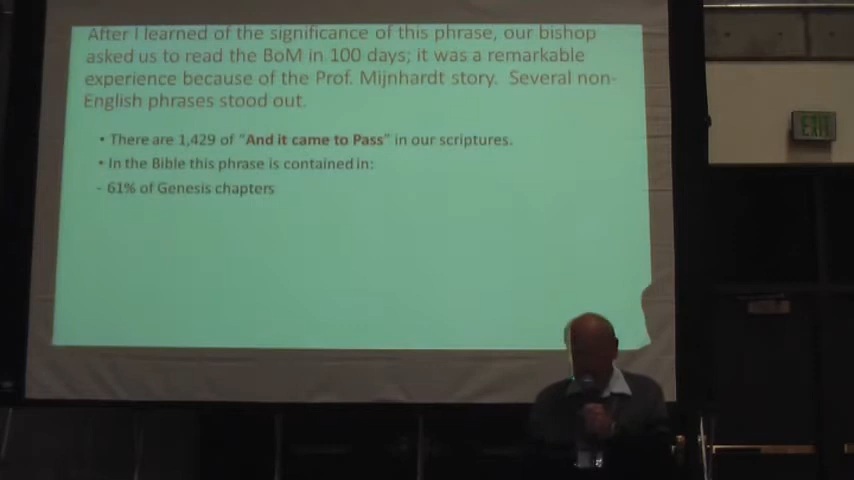 After I learned of the significance of this phrase, our bishop
asked us to read the BoM in 100 days; it was a remarkable
experience because of the Prof. Mijnhardt story.  Several non-
English phrases stood out.
• There are 1,429 of “And it came to Pass” in our scriptures.
• In the Bible this phrase is contained in:
- 61% of Genesis chapters
EXIT